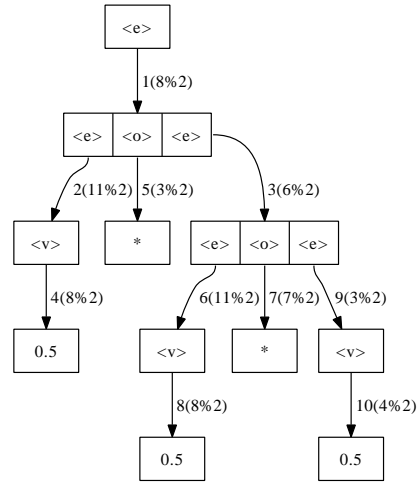 <e>
1(8%2)
<e> <o> <e>
2(11%2) 5(3%2) 3(6%2)
<v> * <e> <o> <e>
4(8%2) 6(11%2) 7(7%2) 9(3%2)
0.5 <v> * <v>
8(8%2) 10(4%2)
0.5 0.5